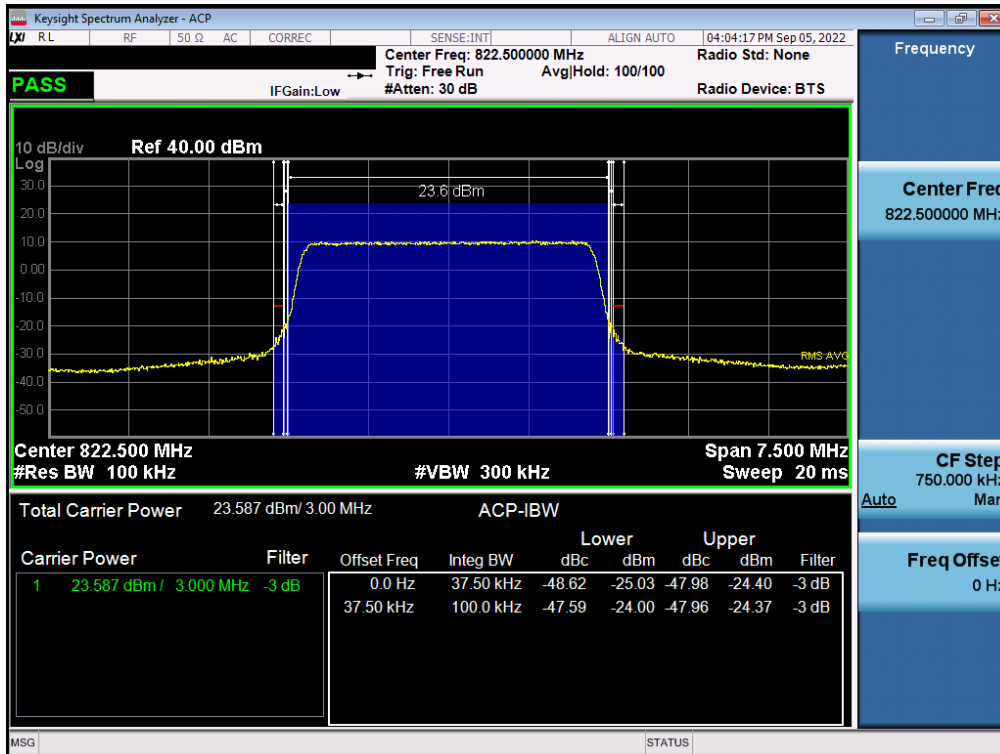 Keysight Spectrum Analyzer - ACP
LXI RL RF 50 Ω AC CORREC SENSE:INT ALIGN AUTO 04:04:17 PM Sep 05, 2022
Center Freq: 822.500000 MHz Radio Std: None
Trig: Free Run Avg|Hold: 100/100
PASS
IFGain:Low #Atten: 30 dB Radio Device: BTS
10 dB/div Ref 40.00 dBm
Log
30.0
23.6 dBm
20.0
10.0
0.00
-10.0
-20.0
-30.0
RMS AVG
-40.0
-50.0
Center 822.500 MHz Span 7.500 MHz
#Res BW 100 kHz #VBW 300 kHz Sweep 20 ms
Total Carrier Power 23.587 dBm/ 3.00 MHz ACP-IBW
Lower Upper
Carrier Power Filter Offset Freq Integ BW dBc dBm dBc dBm Filter
1 23.587 dBm / 3.000 MHz -3 dB 0.0 Hz 37.50 kHz -48.62 -25.03 -47.98 -24.40 -3 dB
37.50 kHz 100.0 kHz -47.59 -24.00 -47.96 -24.37 -3 dB
MSG STATUS
Frequency
Center Freq
822.500000 MHz
CF Step
750.000 kHz
Auto Man
Freq Offset
0 Hz